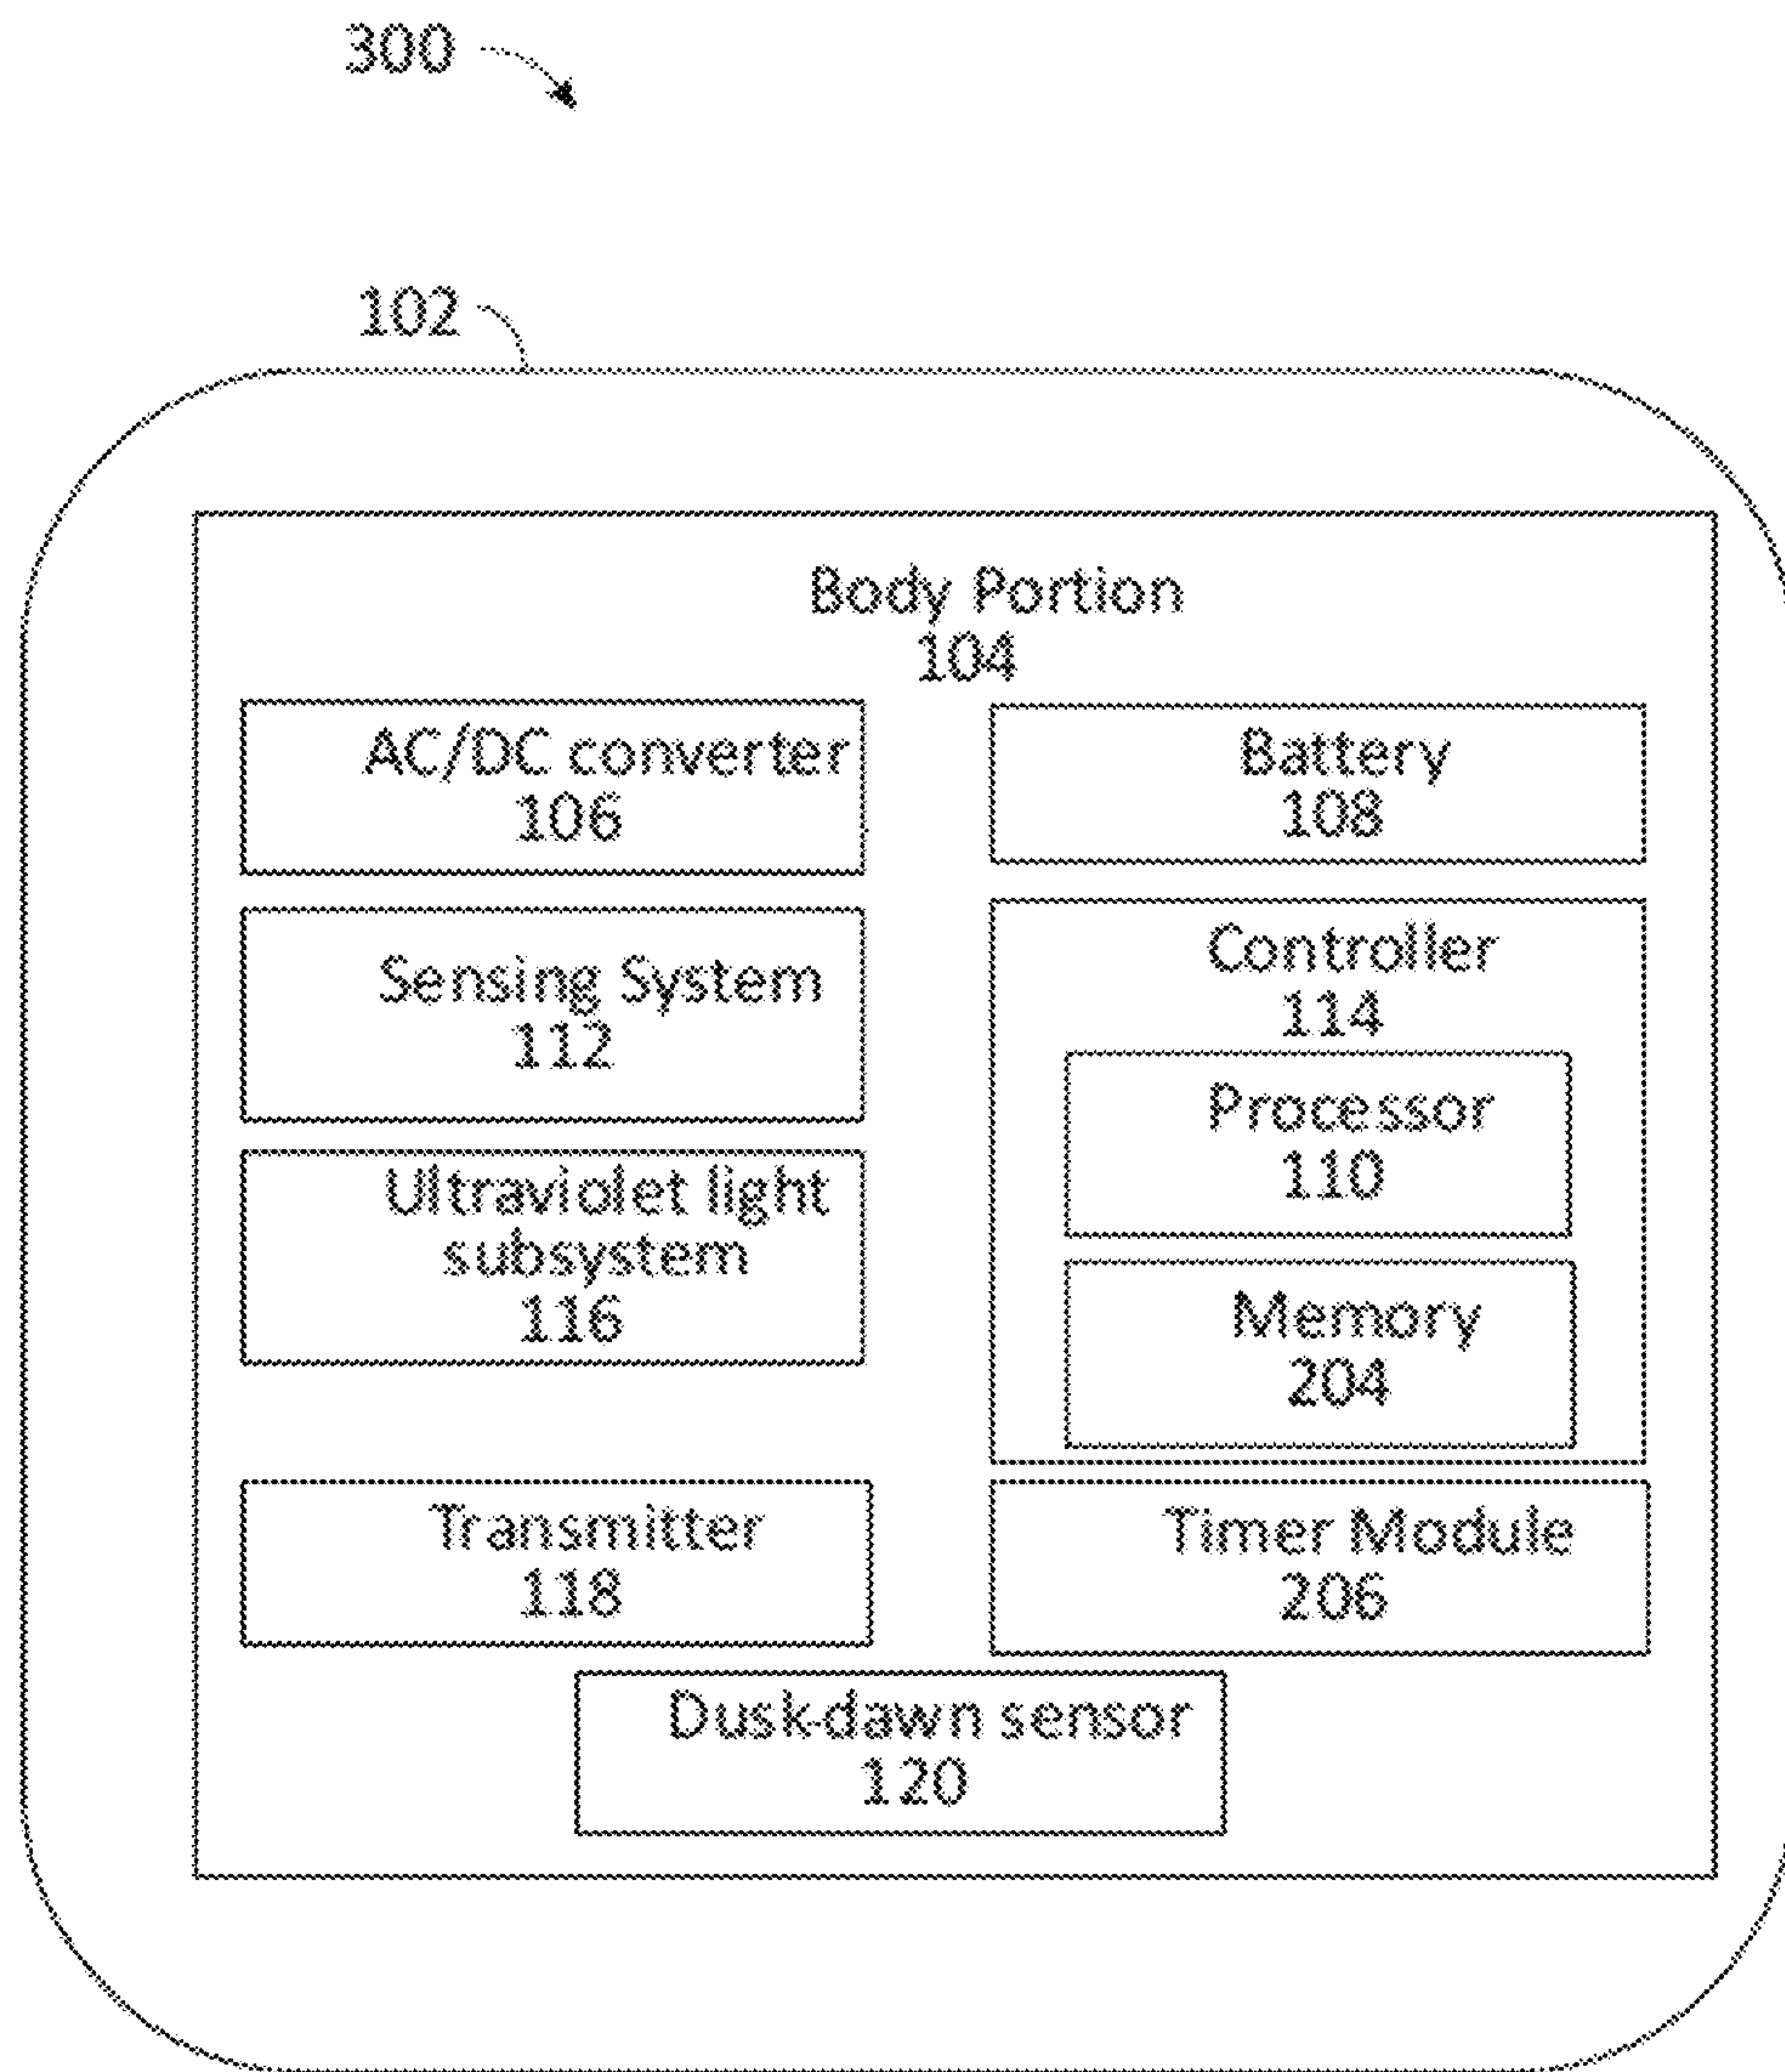 300
102
Body Portion
104
AC/DC converter
106
Battery
108
Sensing System
112
Controller
114
Processor
110
Memory
204
Ultraviolet light
subsystem
116
Transmitter
118
Timer Module
206
Dusk-dawn sensor
120